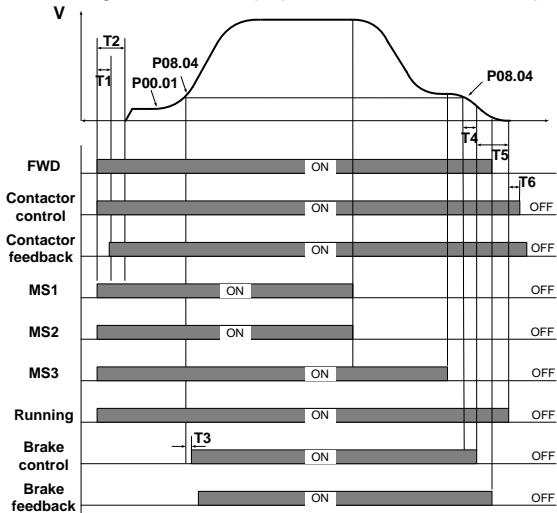 V
T2
T1
P08.04
P00.01
P08.04
T4
T5
FWD
ON
T6
Contactor
control
ON
OFF
Contactor
feedback
ON
OFF
MS1
ON
OFF
MS2
ON
OFF
MS3
ON
OFF
Running
ON
OFF
T3
Brake
control
ON
OFF
Brake
feedback
ON
OFF